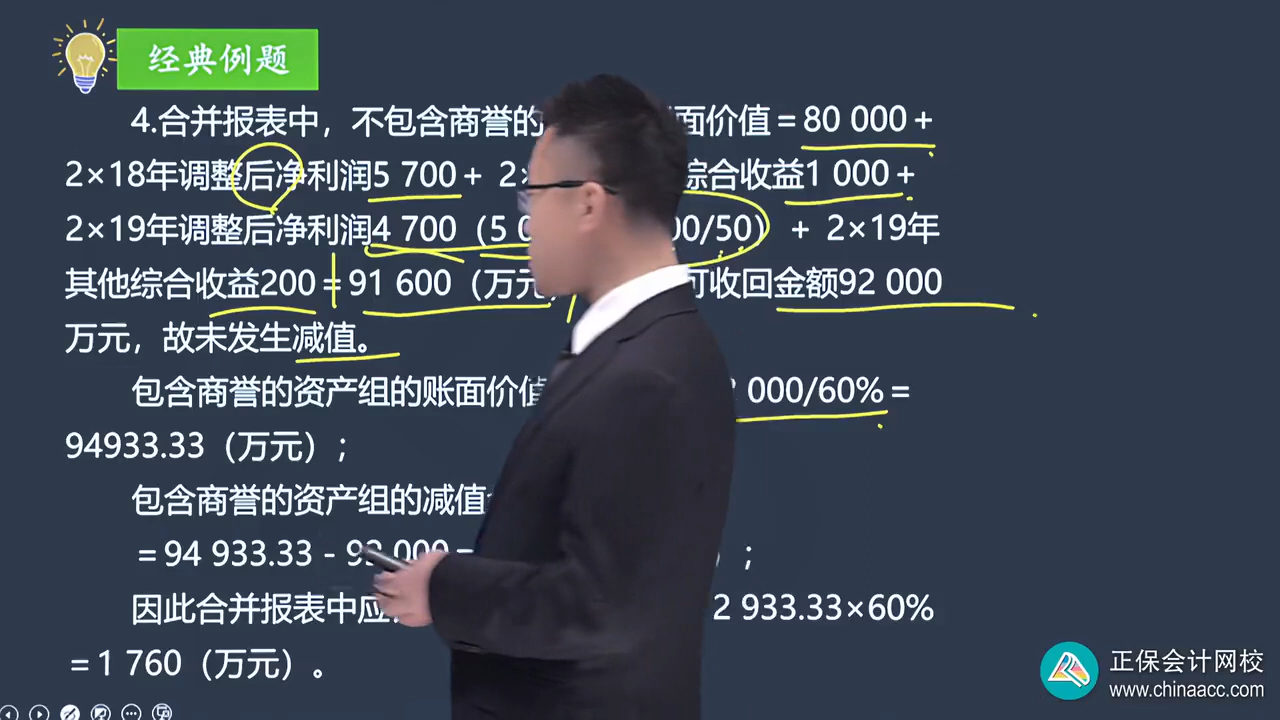 经典例题
4.合并报表中，不包含商誉的 面价值＝80 000＋
2×18年调整后净利润5 700＋ 2× 综合收益1 000＋
2×19年调整后净利润4 700（5 0 00/50）＋ 2×19年
其他综合收益200＝91 600（万元 可收回金额92 000
万元，故未发生减值。
包含商誉的资产组的账面价值 000/60%＝
94933.33（万元）；
包含商誉的资产组的减值
＝94 933.33－92 000＝ ；
因此合并报表中应 2 933.33×60%
＝1 760（万元）。
正保会计网校
www.chinaacc.com